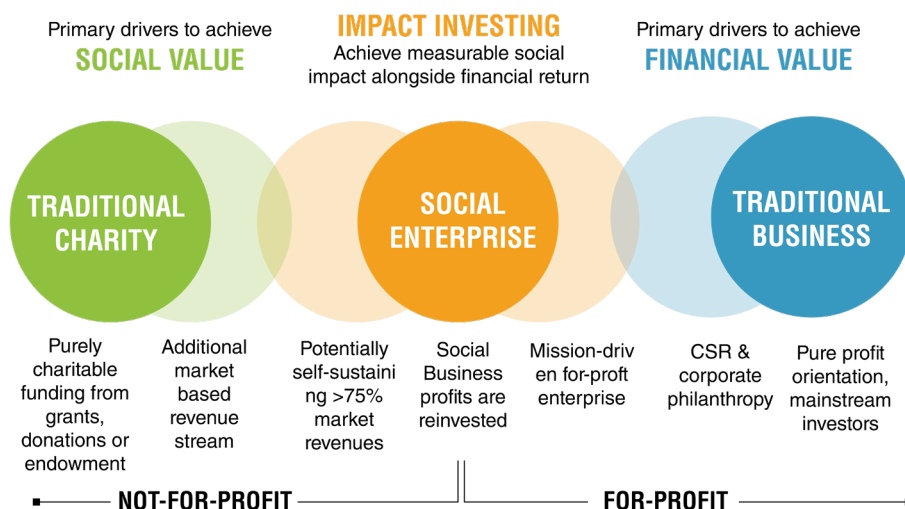 Primary drivers to achieve
SOCIAL VALUE
IMPACT INVESTING
Achieve measurable social
impact alongside financial return
Primary drivers to achieve
FINANCIAL VALUE
TRADITIONAL
CHARITY
SOCIAL
ENTERPRISE
TRADITIONAL
BUSINESS
Purely
charitable
funding from
grants,
donations or
endowment
Additional
market
based
revenue
stream
Potentially
self-sustaini
ng >75%
market
revenues
Social
Business
profits are
reinvested
Mission-driv
en for-proft
enterprise
CSR &
corporate
philanthropy
Pure profit
orientation,
mainstream
investors
NOT-FOR-PROFIT
FOR-PROFIT